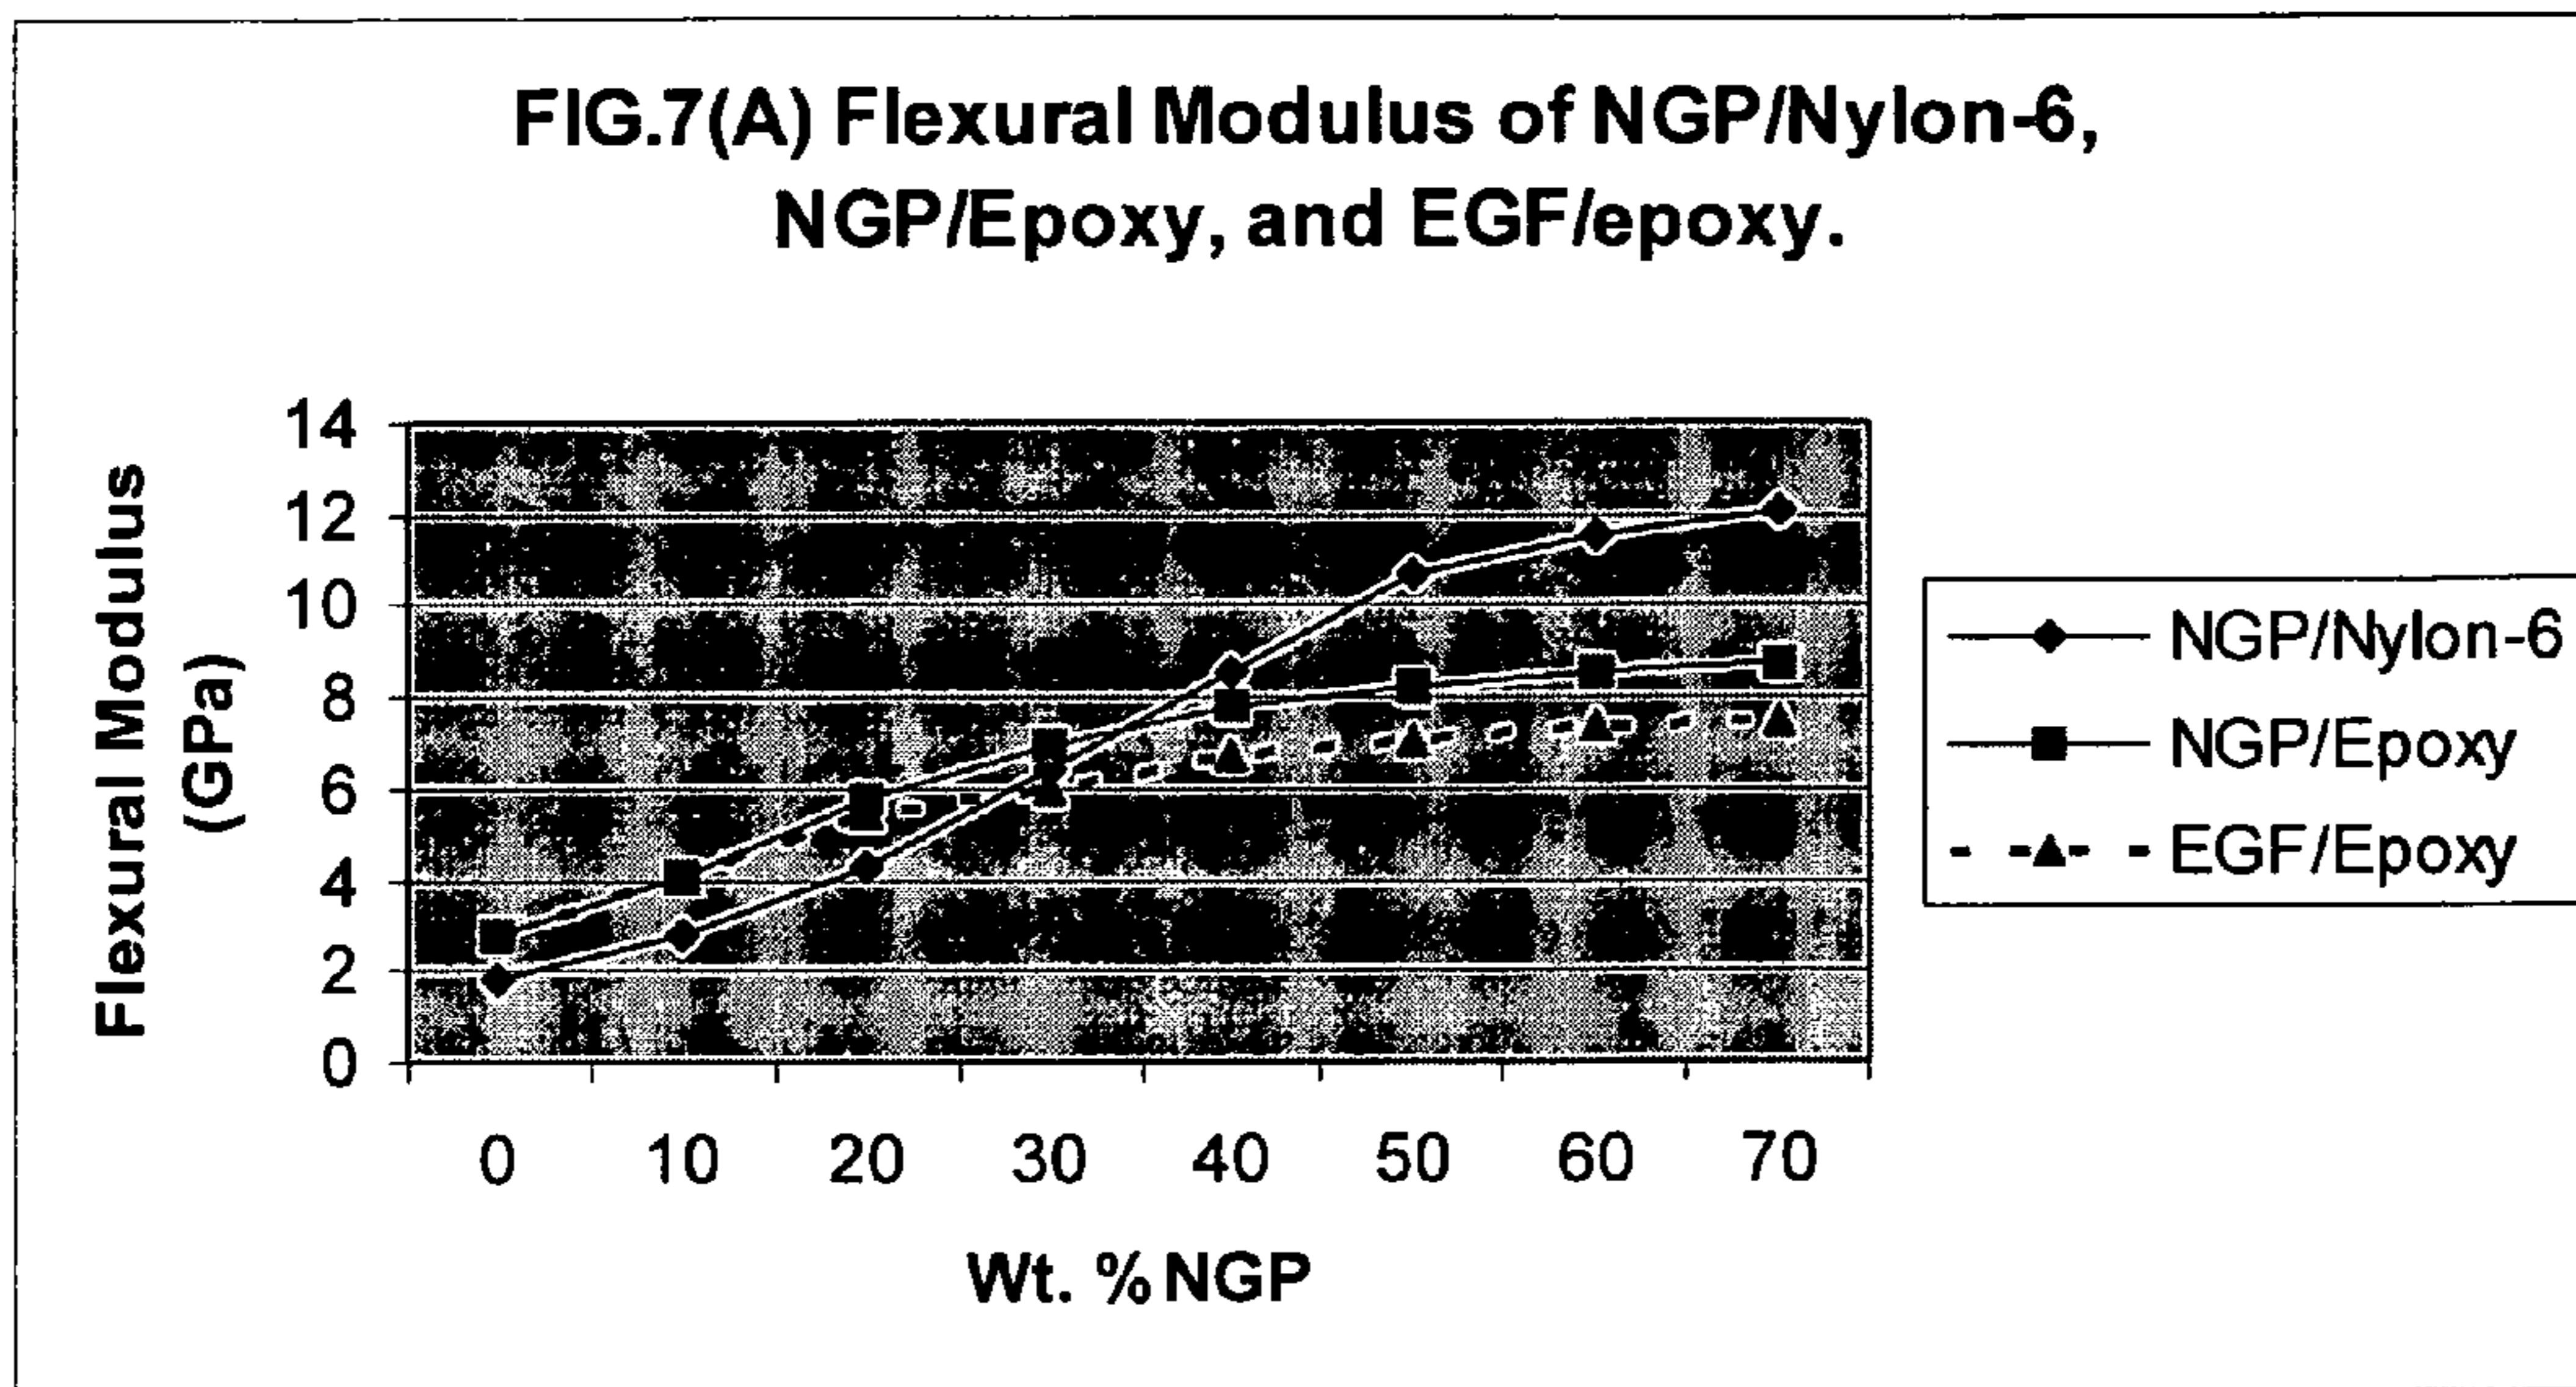 FIG.7(A) Flexural Modulus of NGP/Nylon-6,
NGP/Epoxy, and EGF/epoxy.
Flexural Modulus
(GPa)
14
12
10
8
6
4
2
0
0 10 20 30 40 50 60 70
Wt. % NGP
NGP/Nylon-6
NGP/Epoxy
EGF/Epoxy